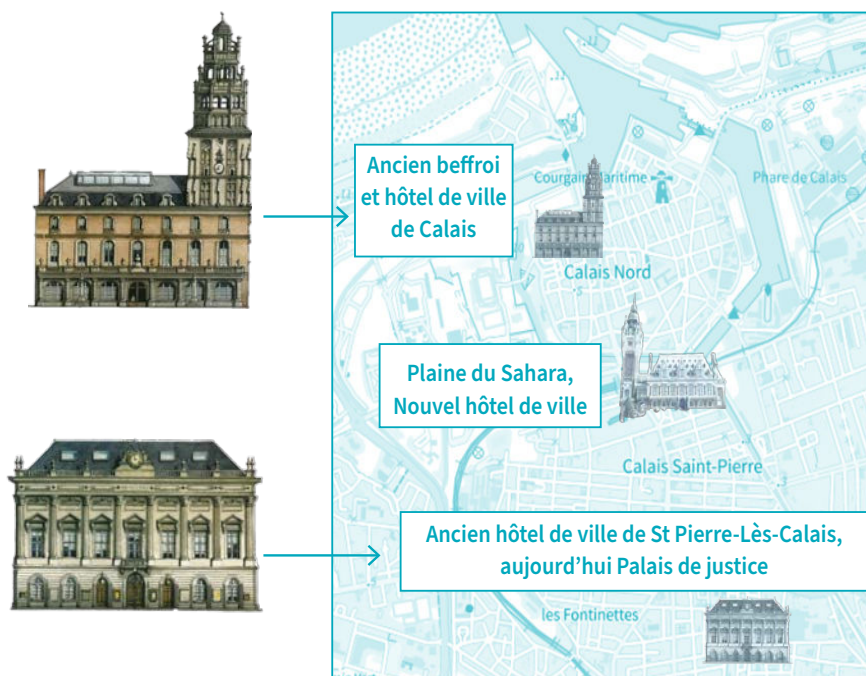 Ancien beffroi
et hôtel de ville
de Calais
Courgain Maritime
Phare de Calais
Calais Nord
Plaine du Sahara,
Nouvel hôtel de ville
Calais Saint-Pierre
Ancien hôtel de ville de St Pierre-Lès-Calais,
aujourd’hui Palais de justice
les Fontinettes